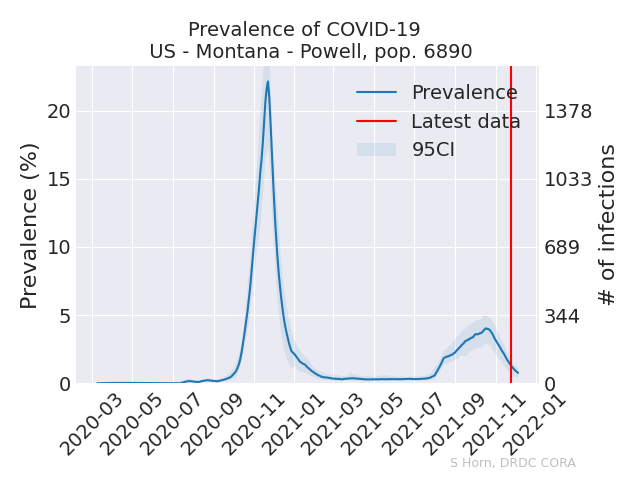 Prevalence of COVID-19
US - Montana - Powell, pop. 6890
Prevalence
Latest data
95CI
Prevalence (%)
20
15
10
5
0
1378
1033
689
344
0
# of infections
2020-03
2020-05
2020-07
2020-09
2020-11
2021-01
2021-03
2021-05
2021-07
2021-09
2021-11
2022-01
S Horn, DRDC CORA